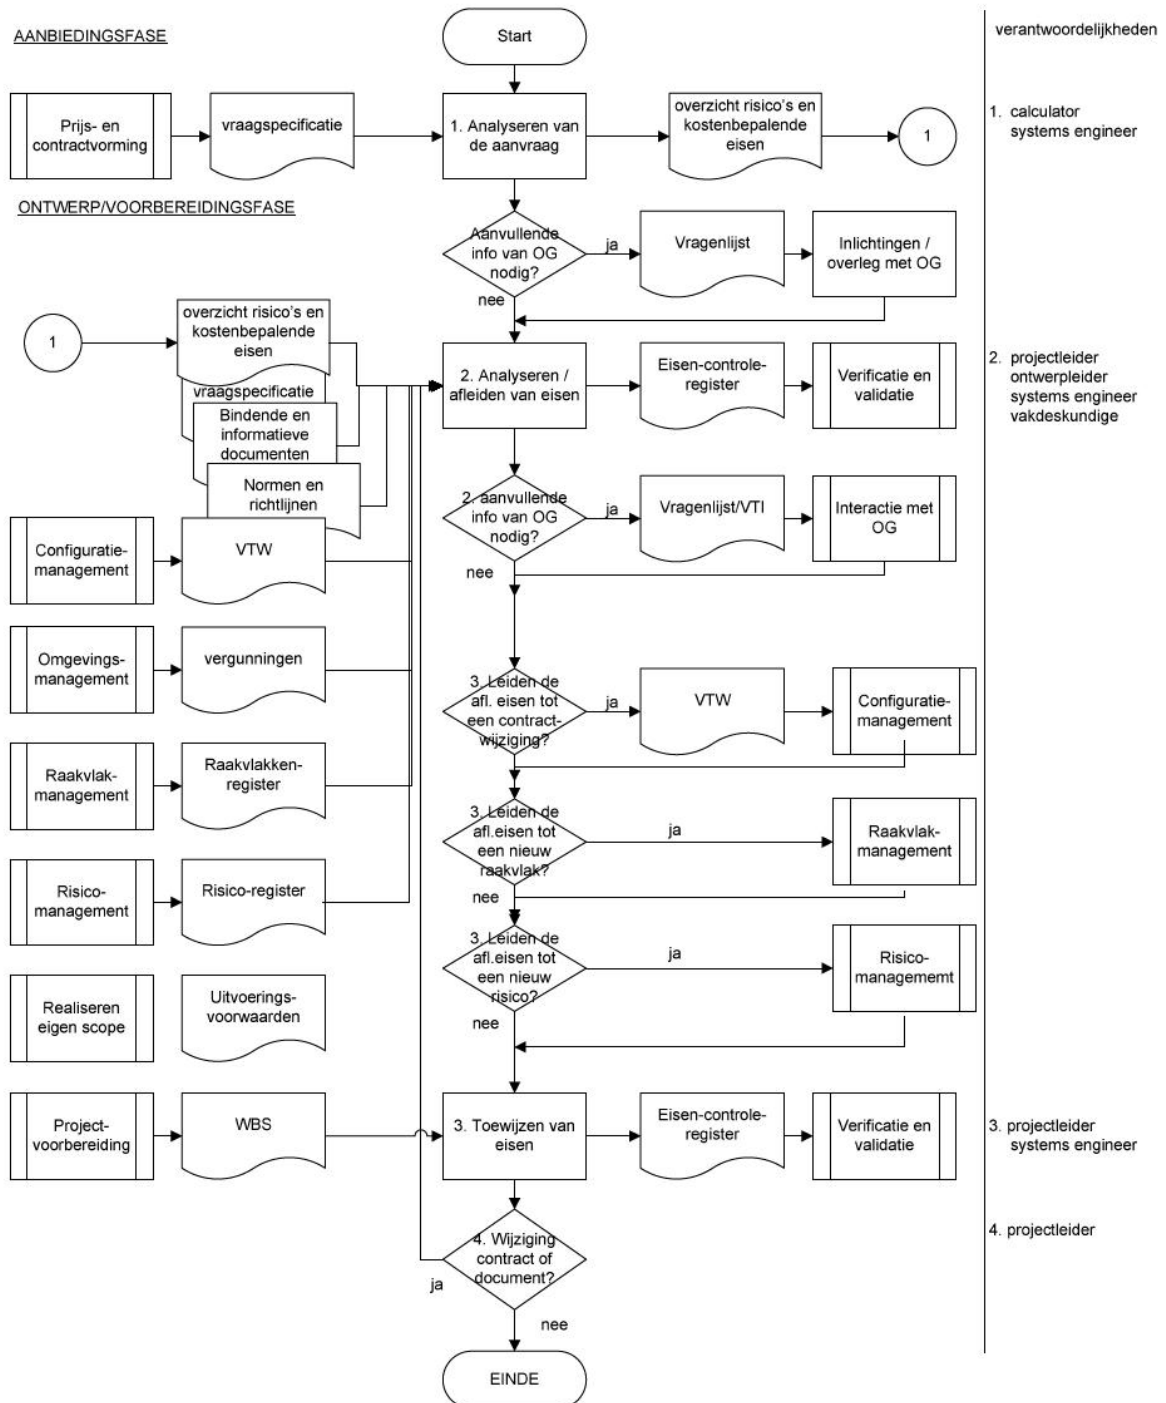 AANBIEDINGSFASE
Start
verantwoordelijkheden
Prijs- en
contractvorming
vraagspecificatie
1. Analyseren van
de aanvraag
overzicht risico's en
kostenbepalende
eisen
1
1. calculator
systems engineer
ONTWERP/VOORBEREIDINGSFASE
Aanvullende
info van OG
nodig?
ja
Vragenlijst
Inlichtingen /
overleg met OG
nee
1
overzicht risico's en
kostenbepalende
eisen
vraagspecificatie
Bindende en
informatieve
documenten
Normen en
richtlijnen
2. Analyseren /
afleiden van eisen
Eisen-controle-
register
Verificatie en
validatie
2. projectleider
ontwerpleider
systems engineer
vakdeskundige
2. aanvullende
info van OG
nodig?
ja
Vragenlijst/VTI
Interactie met
OG
nee
Configuratie-
management
VTW
Omgevings-
management
vergunningen
3. Leiden de
afl. eisen tot
een contract-
wijziging?
ja
VTW
Configuratie-
management
Raakvlak-
management
Raakvlakken-
register
3. Leiden de
afl.eisen tot
een nieuw
raakvlak?
ja
Raakvlak-
management
nee
Risico-
management
Risico-register
3. Leiden de
afl.eisen tot
een nieuw
risico?
ja
Risico-
managememt
nee
Realiseren
eigen scope
Uitvoerings-
voorwaarden
Project-
voorbereiding
WBS
3. Toewijzen van
eisen
Eisen-controle-
register
Verificatie en
validatie
3. projectleider
systems engineer
4. Wijziging
contract of
document?
ja
nee
4. projectleider
EINDE